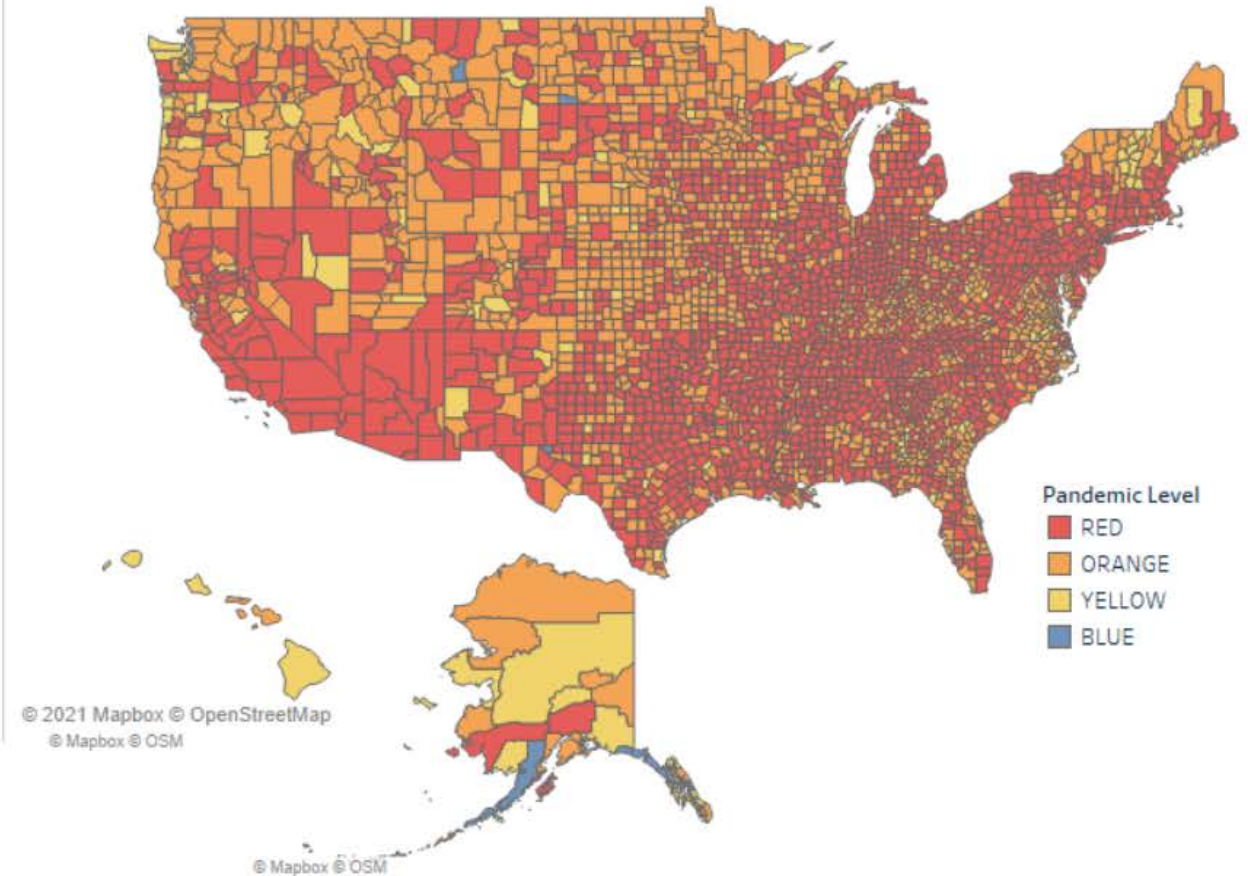 Pandemic Level
RED
ORANGE
YELLOW
BLUE
© 2021 Mapbox © OpenStreetMap
© Mapbox © OSM
© Mapbox © OSM